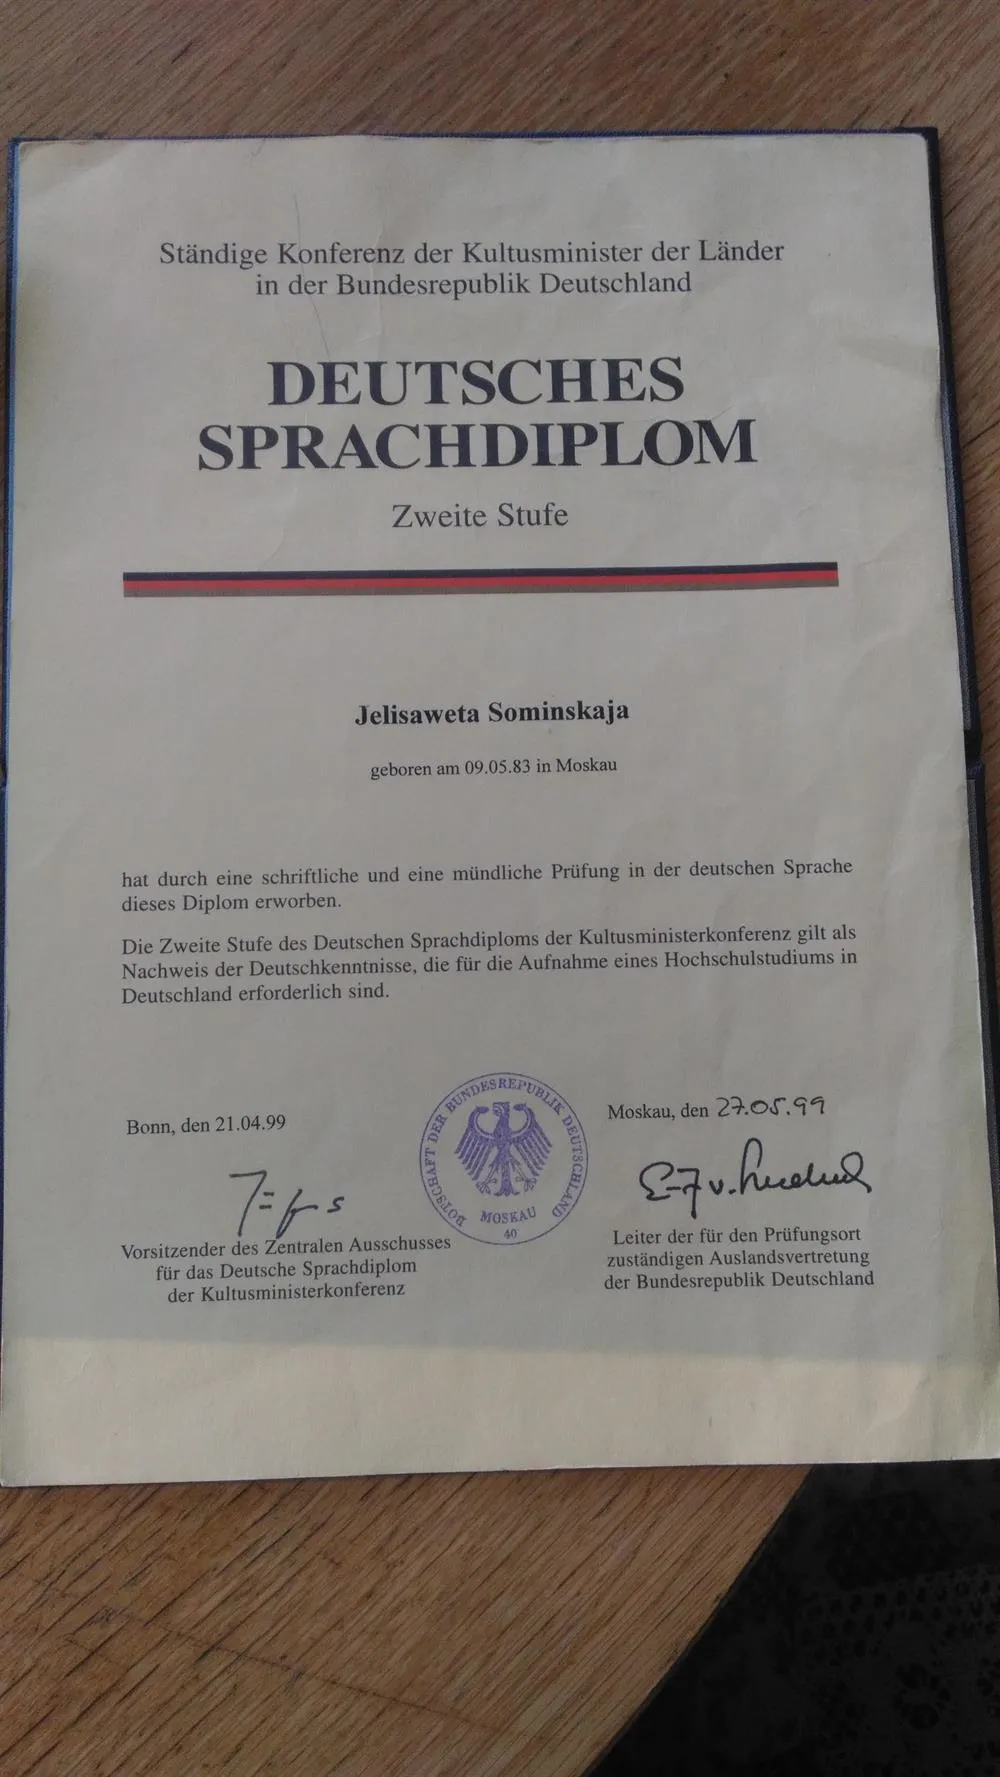 Ständige Konferenz der Kultusminister der Länder
in der Bundesrepublik Deutschland
DEUTSCHES
SPRACHDIPLOM
Zweite Stufe
Jelisaweta Sominskaja
geboren am 09.05.83 in Moskau
hat durch eine schriftliche und eine mündliche Prüfung in der deutschen Sprache
dieses Diplom erworben.
Die Zweite Stufe des Deutschen Sprachdiploms der Kultusministerkonferenz gilt als
Nachweis der Deutschkenntnisse, die für die Aufnahme eines Hochschulstudiums in
Deutschland erforderlich sind.
Bonn, den 21.04.99
Vorsitzender des Zentralen Ausschusses
für das Deutsche Sprachdiplom
der Kultusministerkonferenz
BOTSCHAFT DER BUNDESREPUBLIK DEUTSCHLAND
MOSKAU
40
Moskau, den 27.05.99
Leiter der für den Prüfungsort
zuständigen Auslandsvertretung
der Bundesrepublik Deutschland